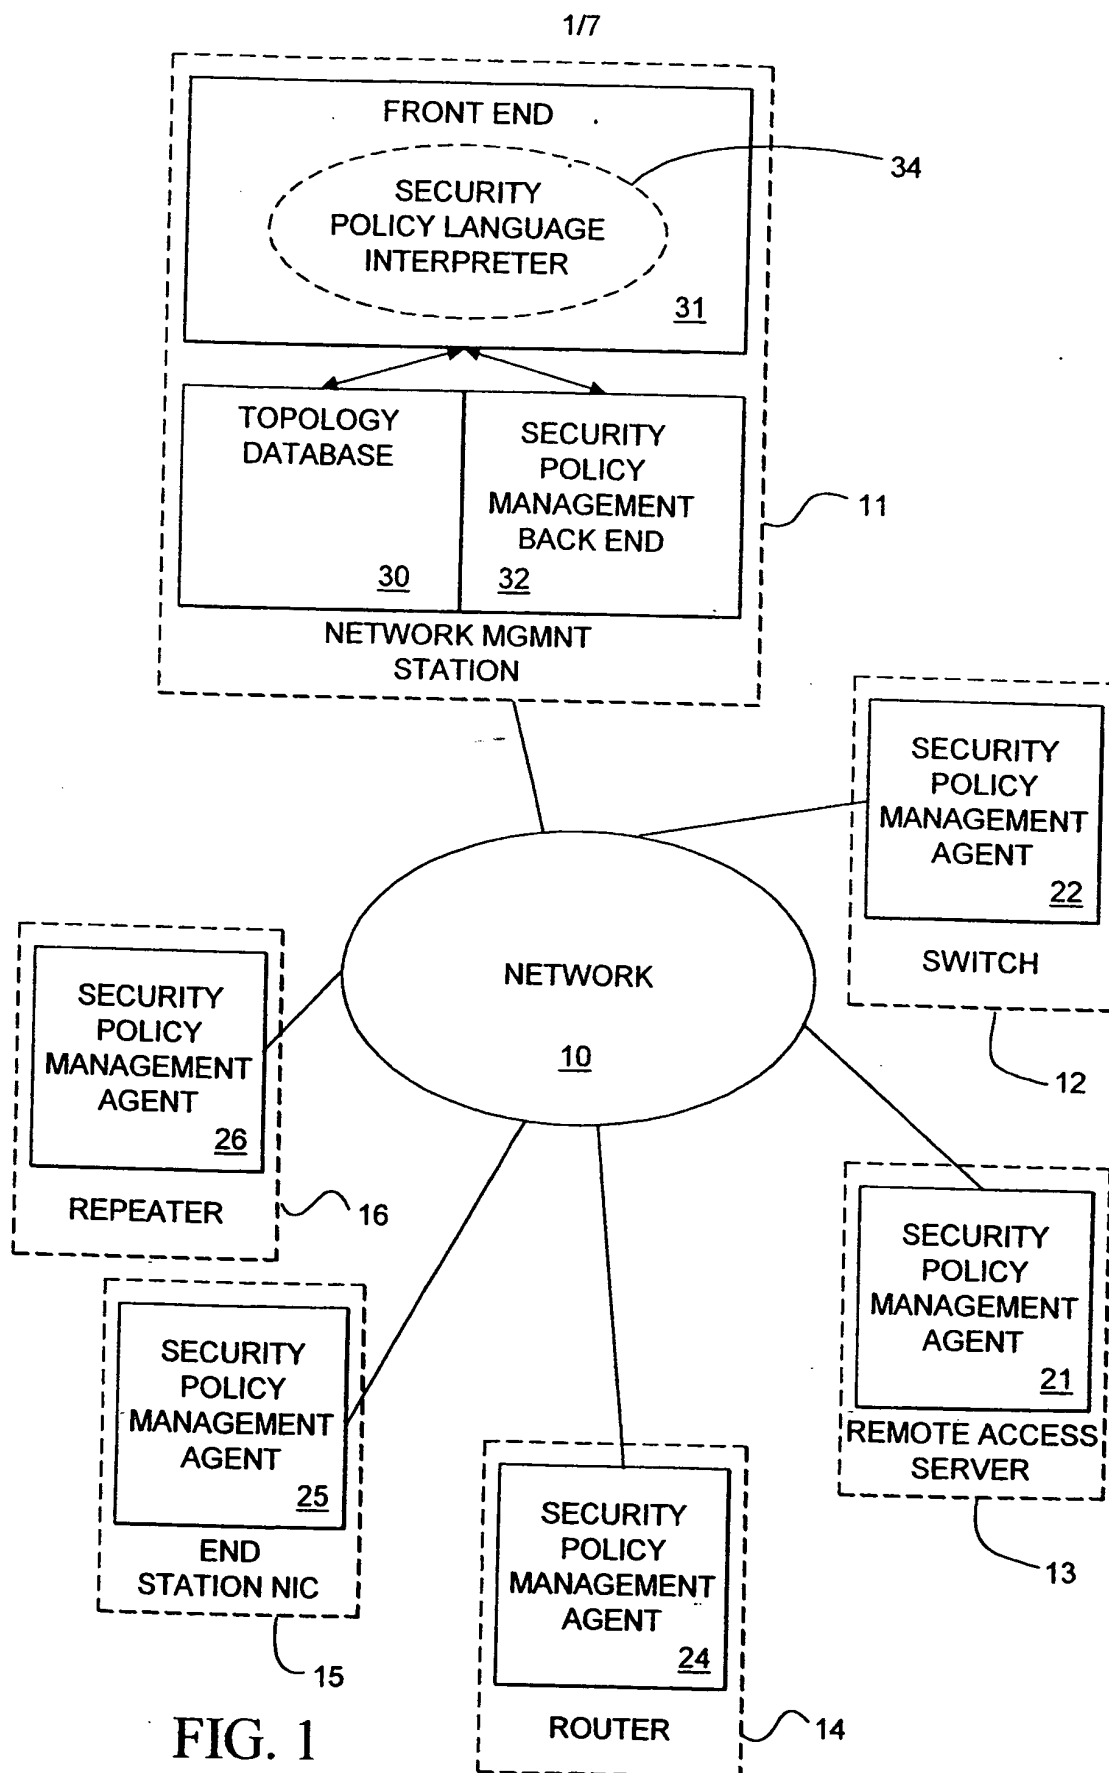 1/7
FRONT END
SECURITY
POLICY LANGUAGE
INTERPRETER
34
31
TOPOLOGY
DATABASE
30
SECURITY
POLICY
MANAGEMENT
BACK END
32
11
NETWORK MGMNT
STATION
SECURITY
POLICY
MANAGEMENT
AGENT
22
SWITCH
12
NETWORK
10
SECURITY
POLICY
MANAGEMENT
AGENT
26
REPEATER
16
SECURITY
POLICY
MANAGEMENT
AGENT
21
REMOTE ACCESS
SERVER
13
SECURITY
POLICY
MANAGEMENT
AGENT
25
END
STATION NIC
15
SECURITY
POLICY
MANAGEMENT
AGENT
24
ROUTER
14
FIG. 1